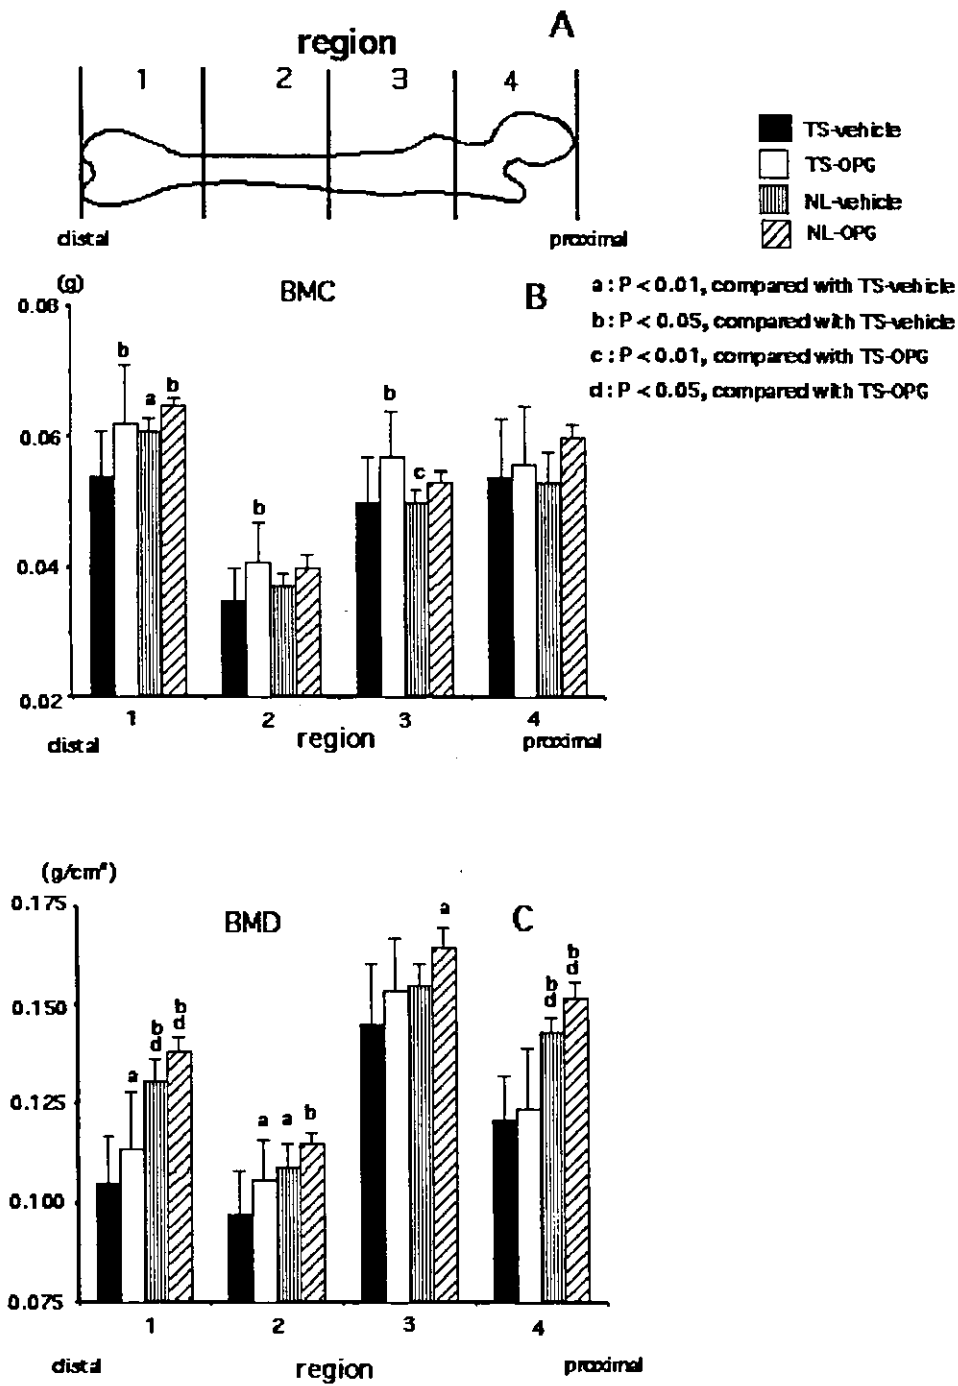 A
region
1 2 3 4
distal proximal
TS-vehicle
TS-OPG
NL-vehicle
NL-OPG
a : P < 0.01, compared with TS-vehicle
b : P < 0.05, compared with TS-vehicle
c : P < 0.01, compared with TS-OPG
d : P < 0.05, compared with TS-OPG
(g) BMC B
0.08
b a b
b
b c
0.06
0.04
0.02
1 2 3 4
distal region proximal
(g/cm²)
BMD C
0.175
a
b
d
b
d
0.150
b
d
b
d
a
0.125
a a b
0.100
0.075
1 2 3 4
distal region proximal